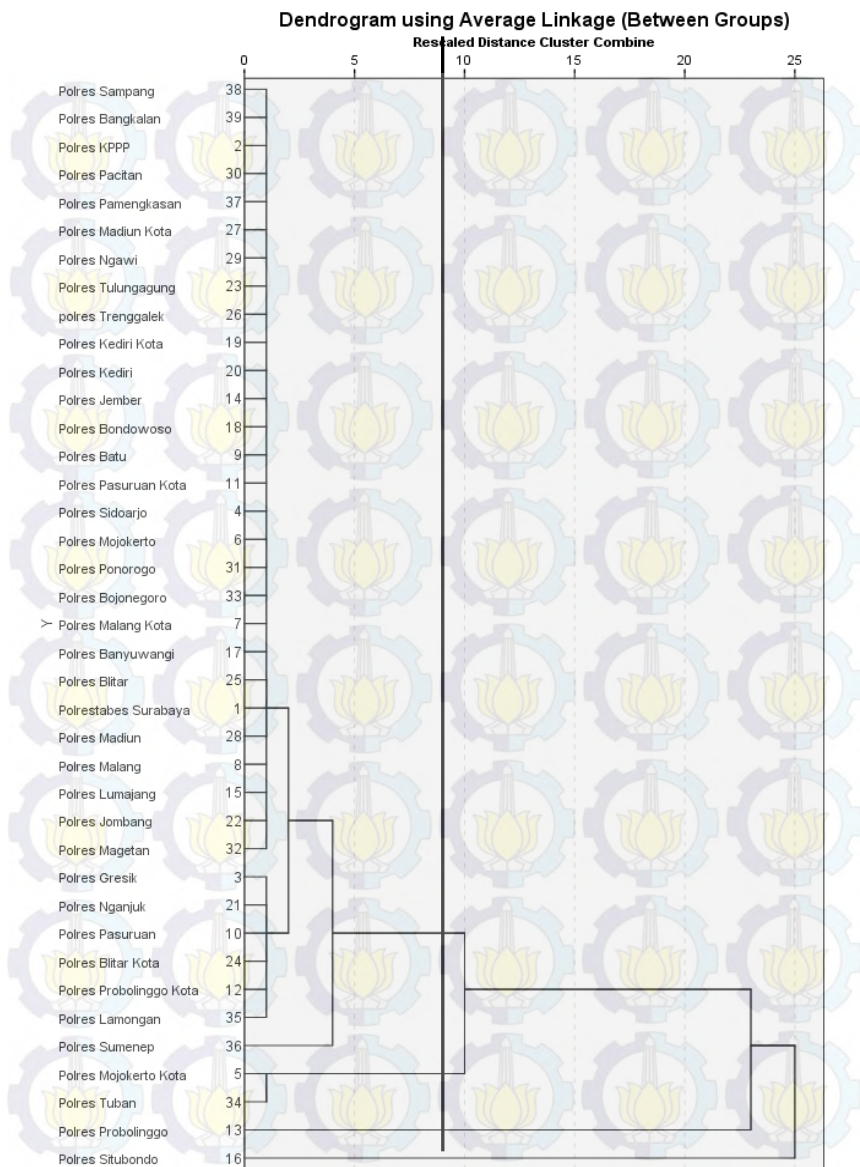 Dendrogram using Average Linkage (Between Groups)
Rescaled Distance Cluster Combine
0 5 10 15 20 25
Polres Sampang 38
Polres Bangkalan 39
Polres KPPP 2
Polres Pacitan 30
Polres Pamengkasan 37
Polres Madiun Kota 27
Polres Ngawi 29
Polres Tulungagung 23
polres Trenggalek 26
Polres Kediri Kota 19
Polres Kediri 20
Polres Jember 14
Polres Bondowoso 18
Polres Batu 9
Polres Pasuruan Kota 11
Polres Sidoarjo 4
Polres Mojokerto 6
Polres Ponorogo 31
Polres Bojonegoro 33
Y Polres Malang Kota 7
Polres Banyuwangi 17
Polres Blitar 25
Polrestabes Surabaya 1
Polres Madiun 28
Polres Malang 8
Polres Lumajang 15
Polres Jombang 22
Polres Magetan 32
Polres Gresik 3
Polres Nganjuk 21
Polres Pasuruan 10
Polres Blitar Kota 24
Polres Probolinggo Kota 12
Polres Lamongan 35
Polres Sumenep 36
Polres Mojokerto Kota 5
Polres Tuban 34
Polres Probolinggo 13
Polres Situbondo 16